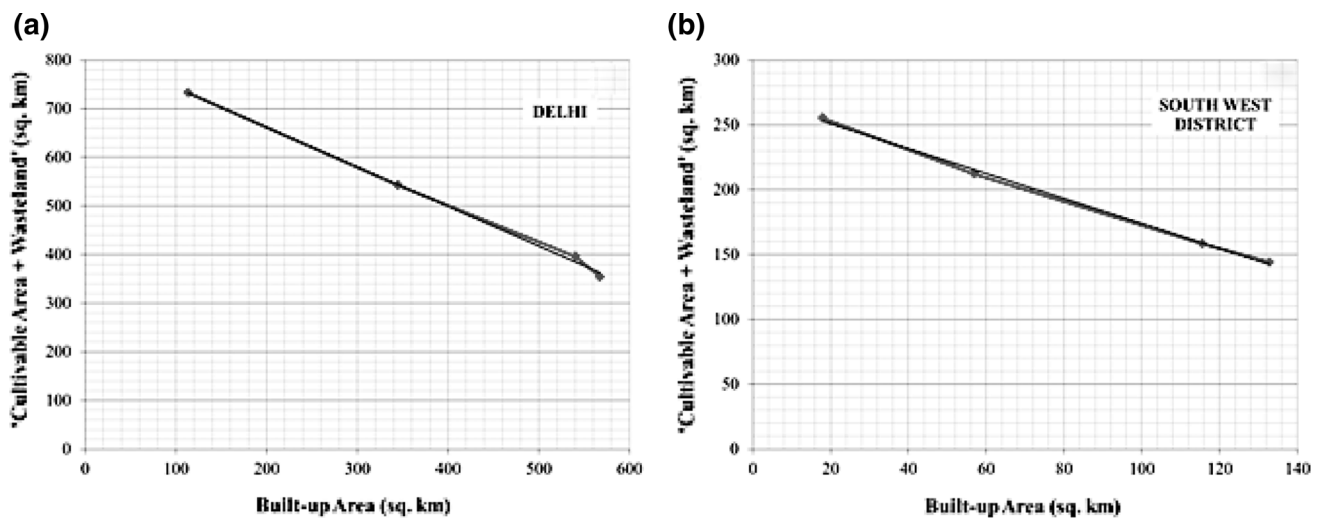 (a)
800
700
600
500
400
300
200
100
0
'Cultivable Area + Wasteland' (sq. km)
DELHI
0 100 200 300 400 500 600
Built-up Area (sq. km)
(b)
300
250
200
150
100
50
0
'Cultivable Area + Wasteland' (sq. km)
SOUTH WEST
DISTRICT
0 20 40 60 80 100 120 140
Built-up Area (sq. km)